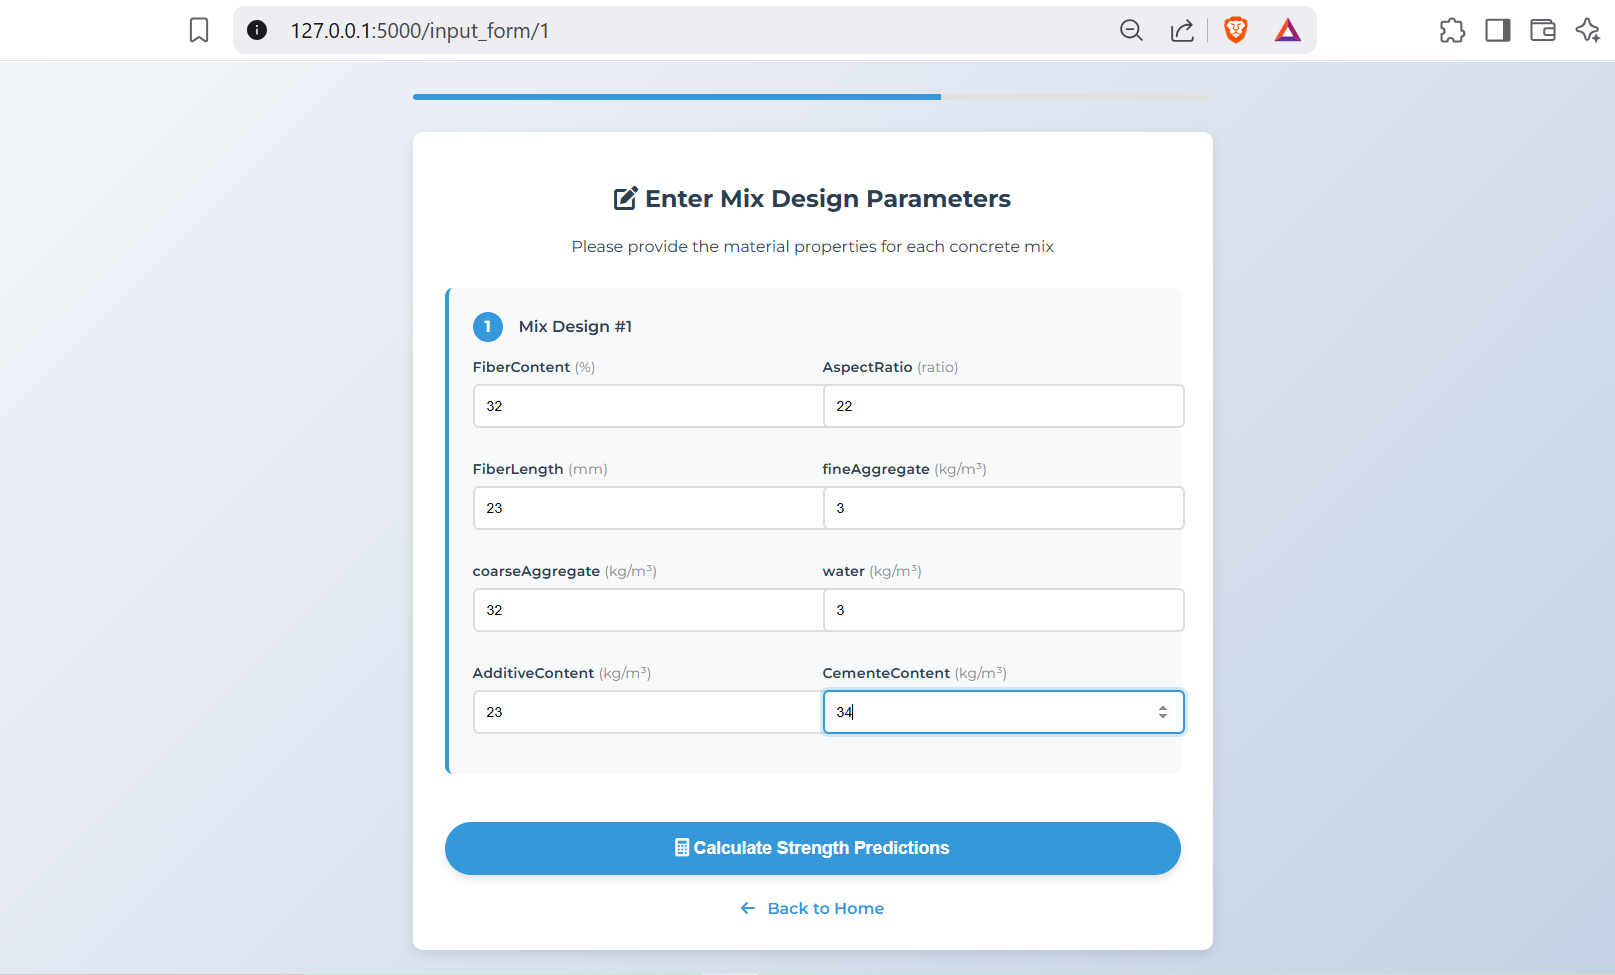 127.0.0.1:5000/input_form/1
Enter Mix Design Parameters
Please provide the material properties for each concrete mix
1 Mix Design #1
FiberContent (%) AspectRatio (ratio)
32 22
FiberLength (mm) fineAggregate (kg/m³)
23 3
coarseAggregate (kg/m³) water (kg/m³)
32 3
AdditiveContent (kg/m³) CementeContent (kg/m³)
23 34
Calculate Strength Predictions
Back to Home